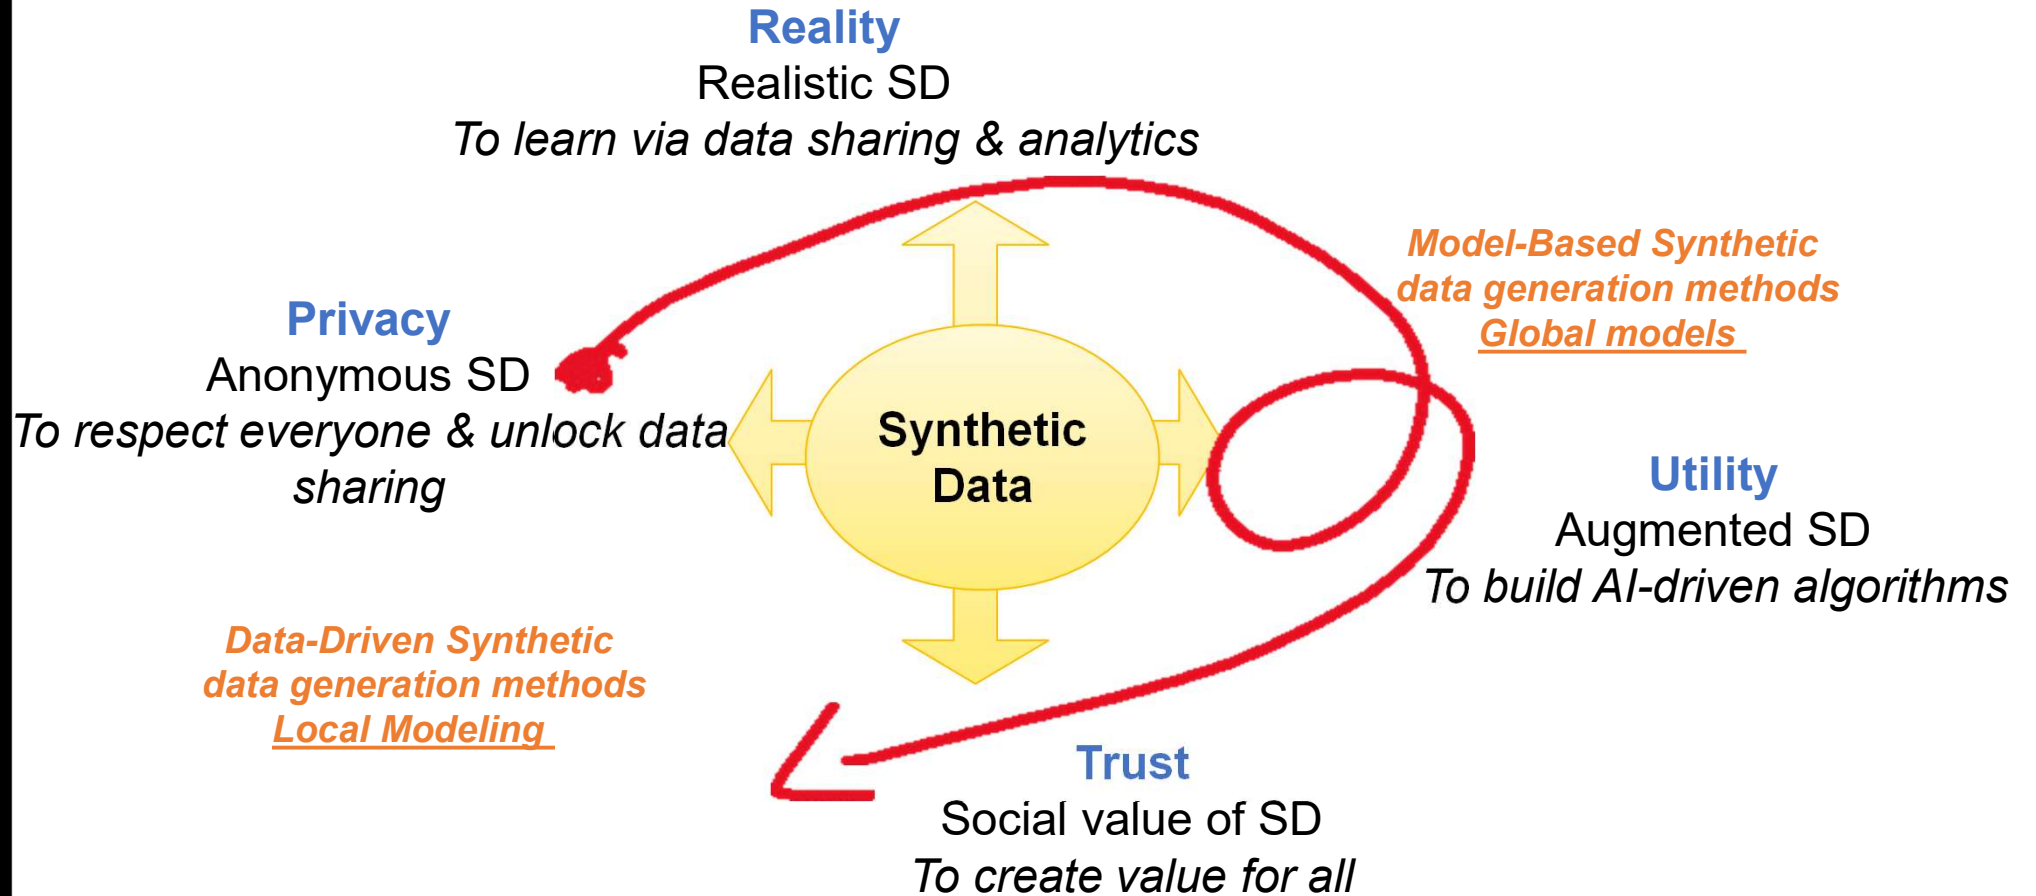 Reality
Realistic SD
To learn via data sharing & analytics
Model-Based Synthetic
data generation methods
Global models
Privacy
Anonymous SD
To respect everyone & unlock data
sharing
Synthetic
Data
Utility
Augmented SD
To build AI-driven algorithms
Data-Driven Synthetic
data generation methods
Local Modeling
Trust
Social value of SD
To create value for all